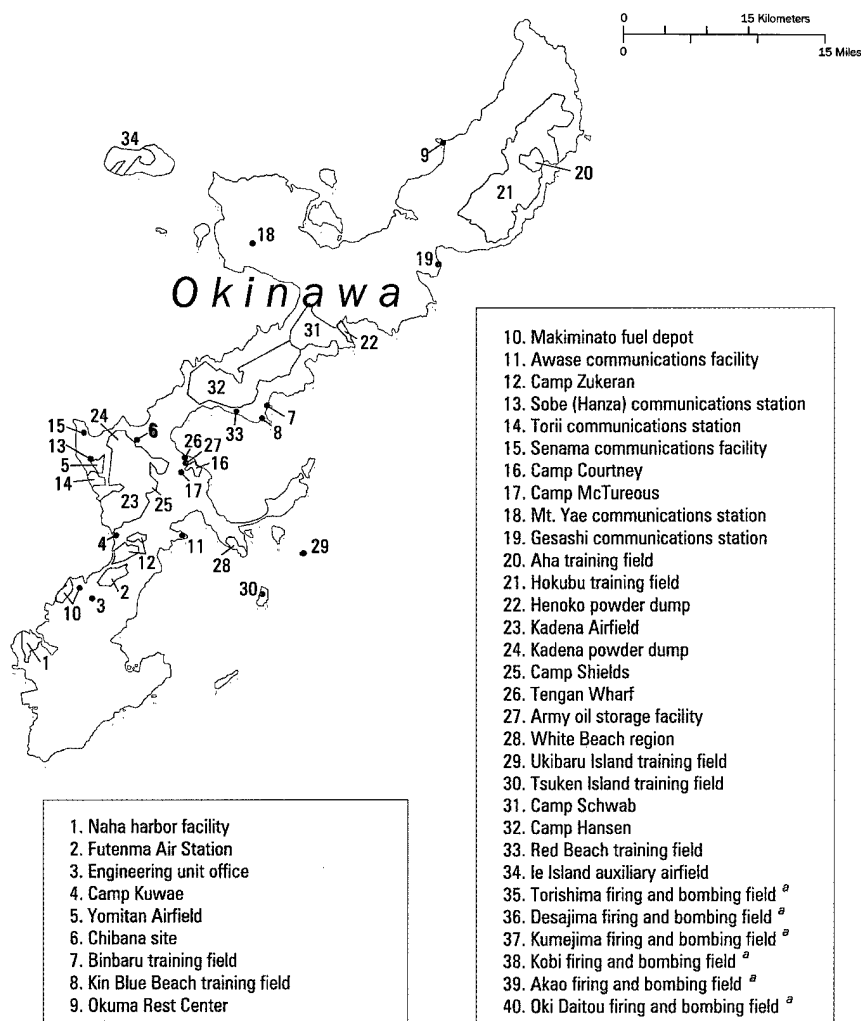 0 15 Kilometers
0 15 Miles
34
9
20
21
18
19
Okinawa
31
22
32
24
7
15
6
33
8
13
26
27
5
16
14
17
23
25
4
11
29
12
28
2
30
10
3
1
10. Makiminato fuel depot
11. Awase communications facility
12. Camp Zukeran
13. Sobe (Hanza) communications station
14. Torii communications station
15. Senama communications facility
16. Camp Courtney
17. Camp McTureous
18. Mt. Yae communications station
19. Gesashi communications station
20. Aha training field
21. Hokubu training field
22. Henoko powder dump
23. Kadena Airfield
24. Kadena powder dump
25. Camp Shields
26. Tengan Wharf
27. Army oil storage facility
28. White Beach region
29. Ukibaru Island training field
30. Tsuken Island training field
31. Camp Schwab
32. Camp Hansen
33. Red Beach training field
34. Ie Island auxiliary airfield
35. Torishima firing and bombing field a
36. Desajima firing and bombing field a
37. Kumejima firing and bombing field a
38. Kobi firing and bombing field a
39. Akao firing and bombing field a
40. Oki Daitou firing and bombing field a
1. Naha harbor facility
2. Futenma Air Station
3. Engineering unit office
4. Camp Kuwae
5. Yomitan Airfield
6. Chibana site
7. Binbaru training field
8. Kin Blue Beach training field
9. Okuma Rest Center